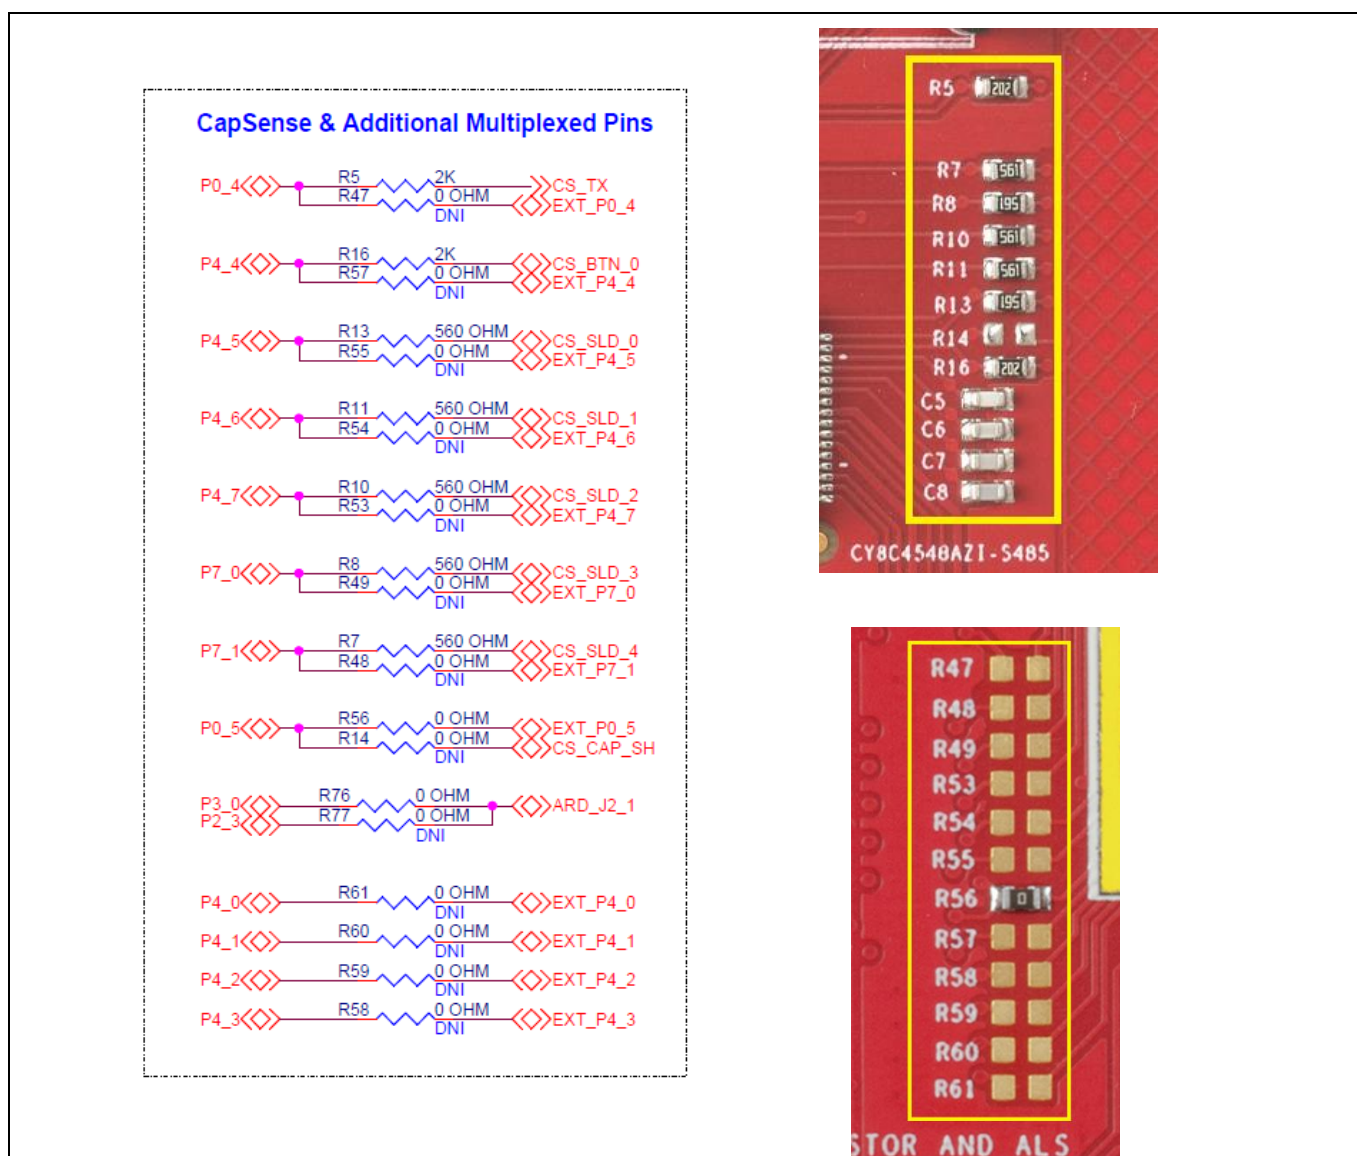 CapSense & Additional Multiplexed Pins
P0_4 R5 2K CS_TX
R47 0 OHM EXT_P0_4
DNI
P4_4 R16 2K CS_BTN_0
R57 0 OHM EXT_P4_4
DNI
P4_5 R13 560 OHM CS_SLD_0
R55 0 OHM EXT_P4_5
DNI
P4_6 R11 560 OHM CS_SLD_1
R54 0 OHM EXT_P4_6
DNI
P4_7 R10 560 OHM CS_SLD_2
R53 0 OHM EXT_P4_7
DNI
P7_0 R8 560 OHM CS_SLD_3
R49 0 OHM EXT_P7_0
DNI
P7_1 R7 560 OHM CS_SLD_4
R48 0 OHM EXT_P7_1
DNI
P0_5 R56 0 OHM EXT_P0_5
R14 0 OHM CS_CAP_SH
DNI
P3_0 R76 0 OHM ARD_J2_1
P2_3 R77 0 OHM
DNI
P4_0 R61 0 OHM EXT_P4_0
DNI
P4_1 R60 0 OHM EXT_P4_1
DNI
P4_2 R59 0 OHM EXT_P4_2
DNI
P4_3 R58 0 OHM EXT_P4_3
DNI
R5 202
R7 561
R8 195
R10 561
R11 561
R13 195
R14
R16 202
C5
C6
C7
C8
CY8C4548AZI-S485
R47
R48
R49
R53
R54
R55
R56 0
R57
R58
R59
R60
R61
STOR AND ALS